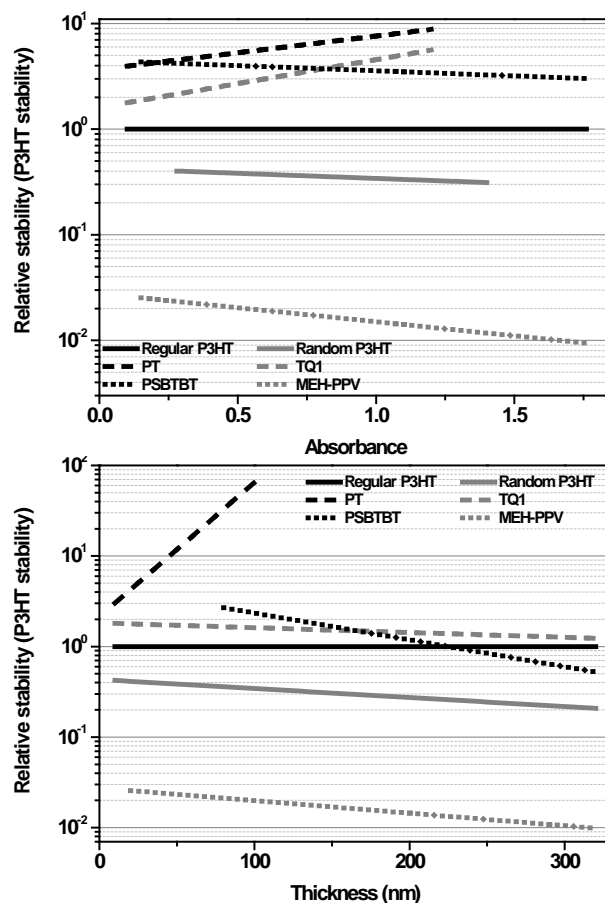 Relative stability (P3HT stability)
10¹
10⁰
10⁻¹
10⁻²
Regular P3HT
Random P3HT
PT
TQ1
PSBTBT
MEH-PPV
0.0
0.5
1.0
1.5
Absorbance
Relative stability (P3HT stability)
10²
10¹
10⁰
10⁻¹
10⁻²
Regular P3HT
Random P3HT
PT
TQ1
PSBTBT
MEH-PPV
0
100
200
300
Thickness (nm)